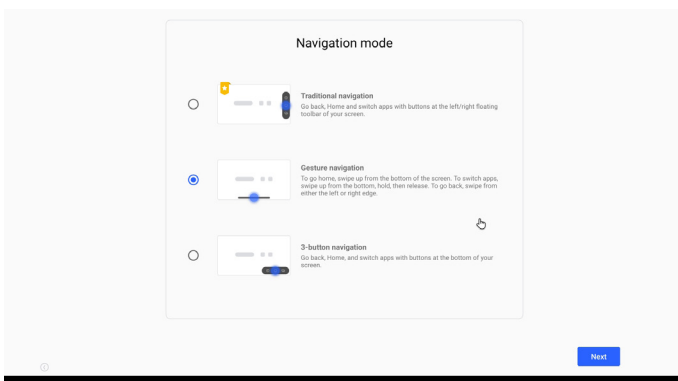 Navigation mode
Traditional navigation
Go back, Home and switch apps with buttons at the left/right floating
toolbar of your screen.
Gesture navigation
To go home, swipe up from the bottom of the screen. To switch apps,
swipe up from the bottom, hold, then release. To go back, swipe from
either the left or right edge.
3-button navigation
Go back, Home, and switch apps with buttons at the bottom of your
screen.
Next